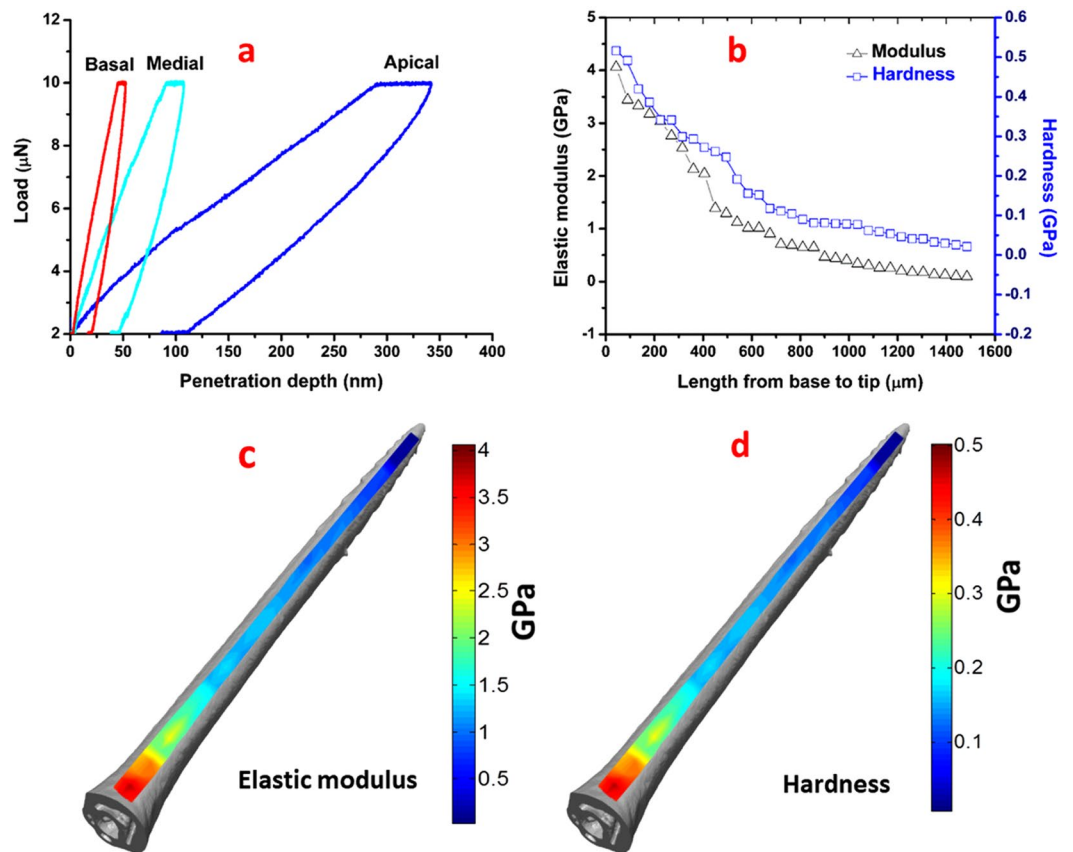 a
Basal Medial Apical
12
10
8
6
4
2
Load (μN)
0 50 100 150 200 250 300 350 400
Penetration depth (nm)
b
Modulus
Hardness
5
4
3
2
1
0
-1
Elastic modulus (GPa)
0.6
0.5
0.4
0.3
0.2
0.1
0.0
-0.1
-0.2
Hardness (GPa)
0 200 400 600 800 1000 1200 1400 1600
Length from base to tip (μm)
c
4
3.5
3
2.5
2
1.5
1
0.5
GPa
Elastic modulus
d
0.5
0.4
0.3
0.2
0.1
GPa
Hardness